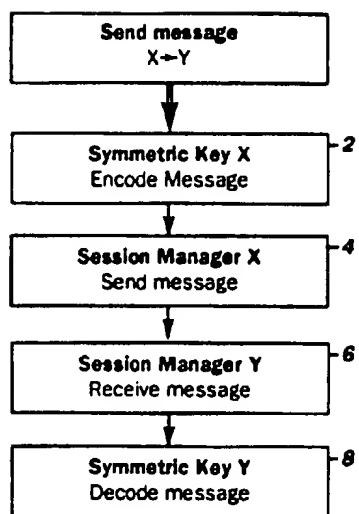 Send message
X→Y
Symmetric Key X
Encode Message
2
Session Manager X
Send message
4
Session Manager Y
Receive message
6
Symmetric Key Y
Decode message
8